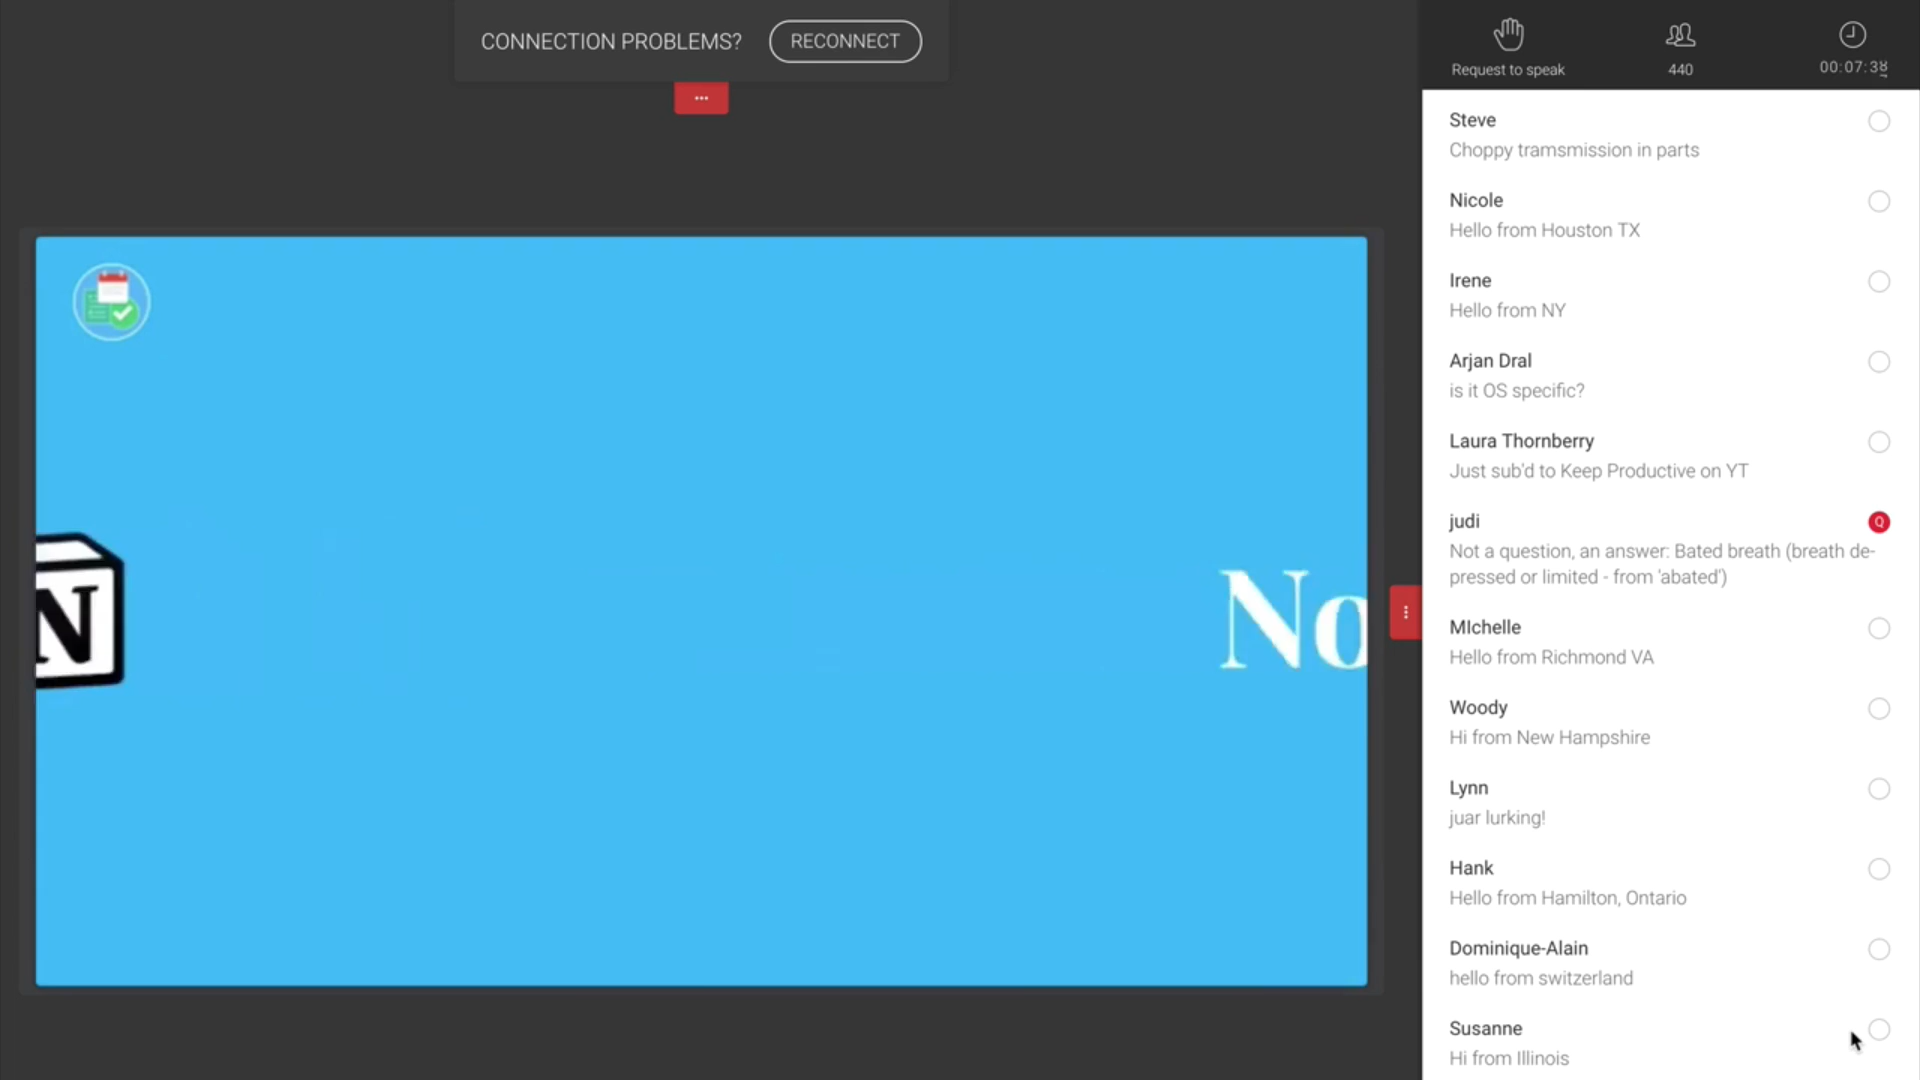 CONNECTION PROBLEMS? RECONNECT
Request to speak
440
00:07:38
N
No
Steve
Choppy tramsmission in parts
Nicole
Hello from Houston TX
Irene
Hello from NY
Arjan Dral
is it OS specific?
Laura Thornberry
Just sub'd to Keep Productive on YT
judi
Q
Not a question, an answer: Bated breath (breath de-
pressed or limited - from 'abated')
MIchelle
Hello from Richmond VA
Woody
Hi from New Hampshire
Lynn
juar lurking!
Hank
Hello from Hamilton, Ontario
Dominique-Alain
hello from switzerland
Susanne
Hi from Illinois